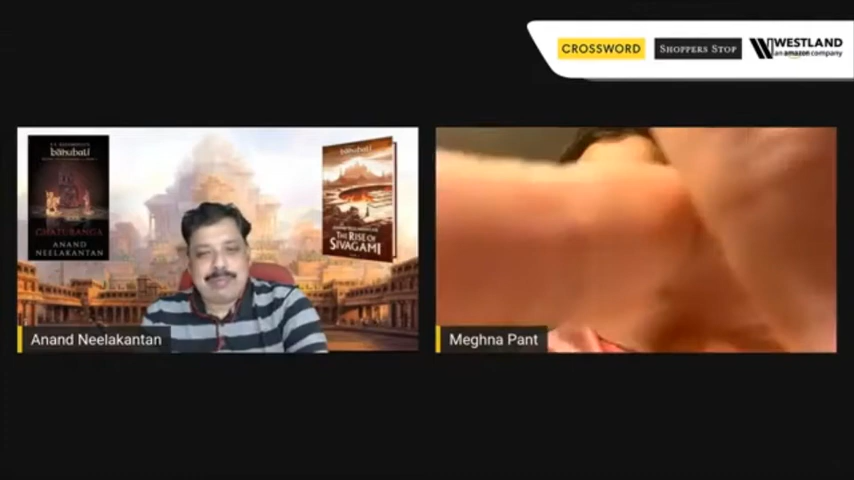 CROSSWORD
SHOPPERS STOP
WESTLAND
an amazon company
bāhubali
CHATURANGA
ANAND
NEELAKANTAN
bāhubali
THE RISE OF
SIVAGAMI
Anand Neelakantan
Meghna Pant